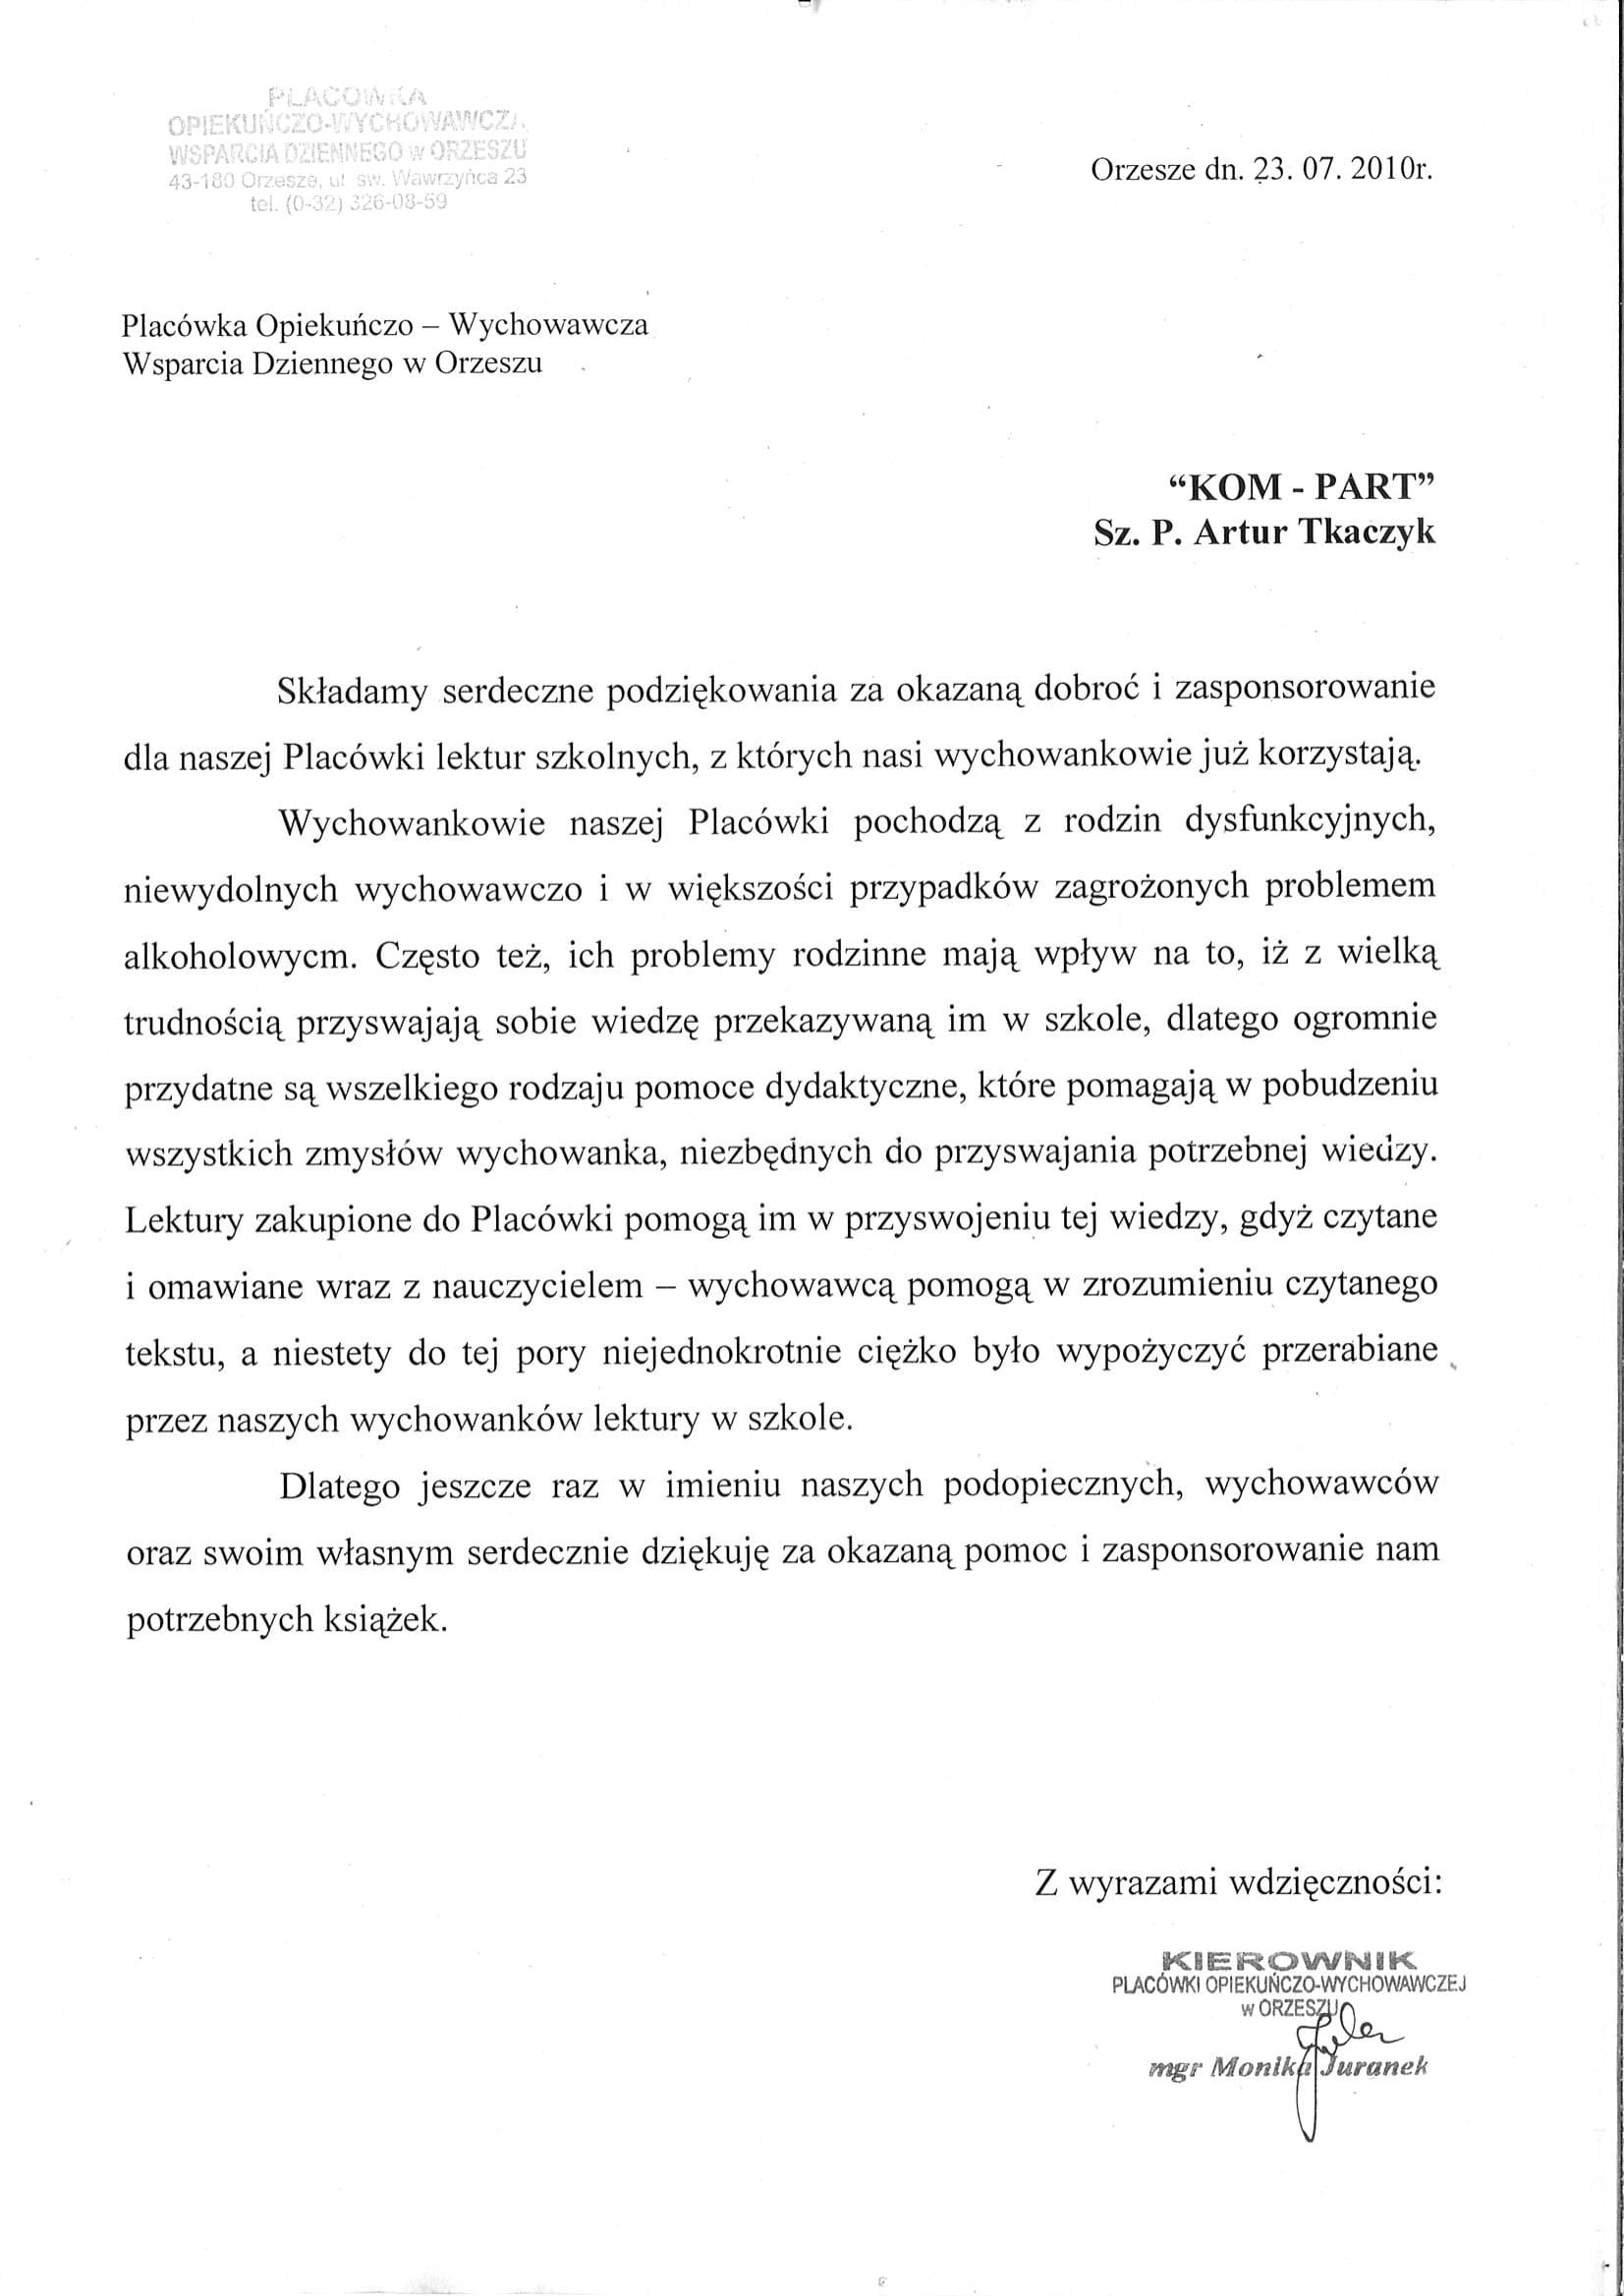 PLACÓWKA
OPIEKUŃCZO-WYCHOWAWCZA
WSPARCIA DZIENNEGO w ORZESZU
43-180 Orzesze, ul. św. Wawrzyńca 23
tel. (0-32) 326-08-59
Orzesze dn. 23. 07. 2010r.
Placówka Opiekuńczo – Wychowawcza
Wsparcia Dziennego w Orzeszu
“KOM - PART”
Sz. P. Artur Tkaczyk
Składamy serdeczne podziękowania za okazaną dobroć i zasponsorowanie
dla naszej Placówki lektur szkolnych, z których nasi wychowankowie już korzystają.
Wychowankowie naszej Placówki pochodzą z rodzin dysfunkcyjnych,
niewydolnych wychowawczo i w większości przypadków zagrożonych problemem
alkoholowycm. Często też, ich problemy rodzinne mają wpływ na to, iż z wielką
trudnością przyswajają sobie wiedzę przekazywaną im w szkole, dlatego ogromnie
przydatne są wszelkiego rodzaju pomoce dydaktyczne, które pomagają w pobudzeniu
wszystkich zmysłów wychowanka, niezbędnych do przyswajania potrzebnej wiedzy.
Lektury zakupione do Placówki pomogą im w przyswojeniu tej wiedzy, gdyż czytane
i omawiane wraz z nauczycielem – wychowawcą pomogą w zrozumieniu czytanego
tekstu, a niestety do tej pory niejednokrotnie ciężko było wypożyczyć przerabiane
przez naszych wychowanków lektury w szkole.
Dlatego jeszcze raz w imieniu naszych podopiecznych, wychowawców
oraz swoim własnym serdecznie dziękuję za okazaną pomoc i zasponsorowanie nam
potrzebnych książek.
Z wyrazami wdzięczności:
KIEROWNIK
PLACÓWKI OPIEKUŃCZO-WYCHOWAWCZEJ
w ORZESZU
mgr Monika Juranek